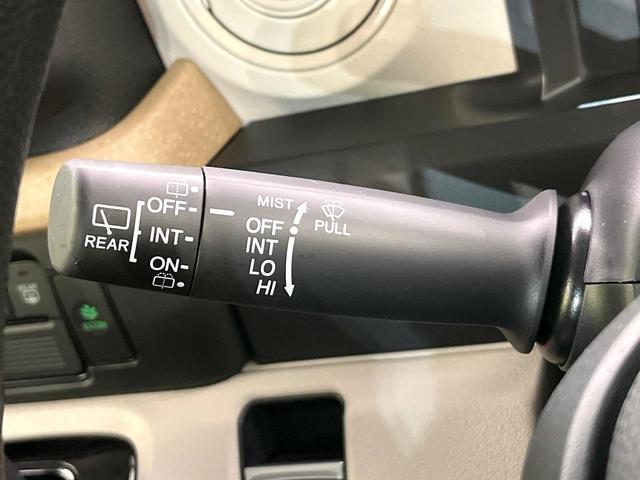 OFF
REAR
INT
ON
MIST
PULL
OFF
INT
LO
HI